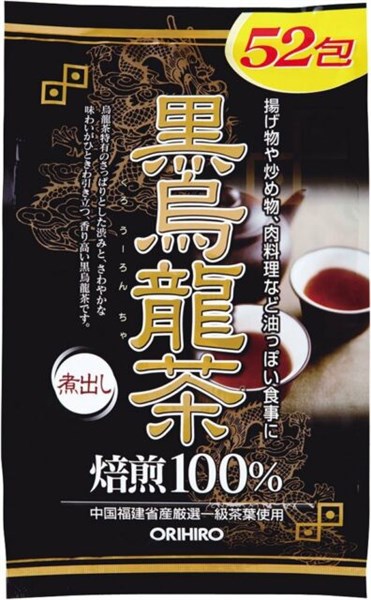 52包
揚げ物や炒め物、肉料理など油っぽい食事に
黒烏龍茶
くろうーろんちゃ
烏龍茶特有のさっぱりとした渋みと、さわやかな
味わいがひときわ引き立つ、香り高い黒烏龍茶です。
煮出し
焙煎100%
中国福建省産厳選一級茶葉使用
ORIHIRO